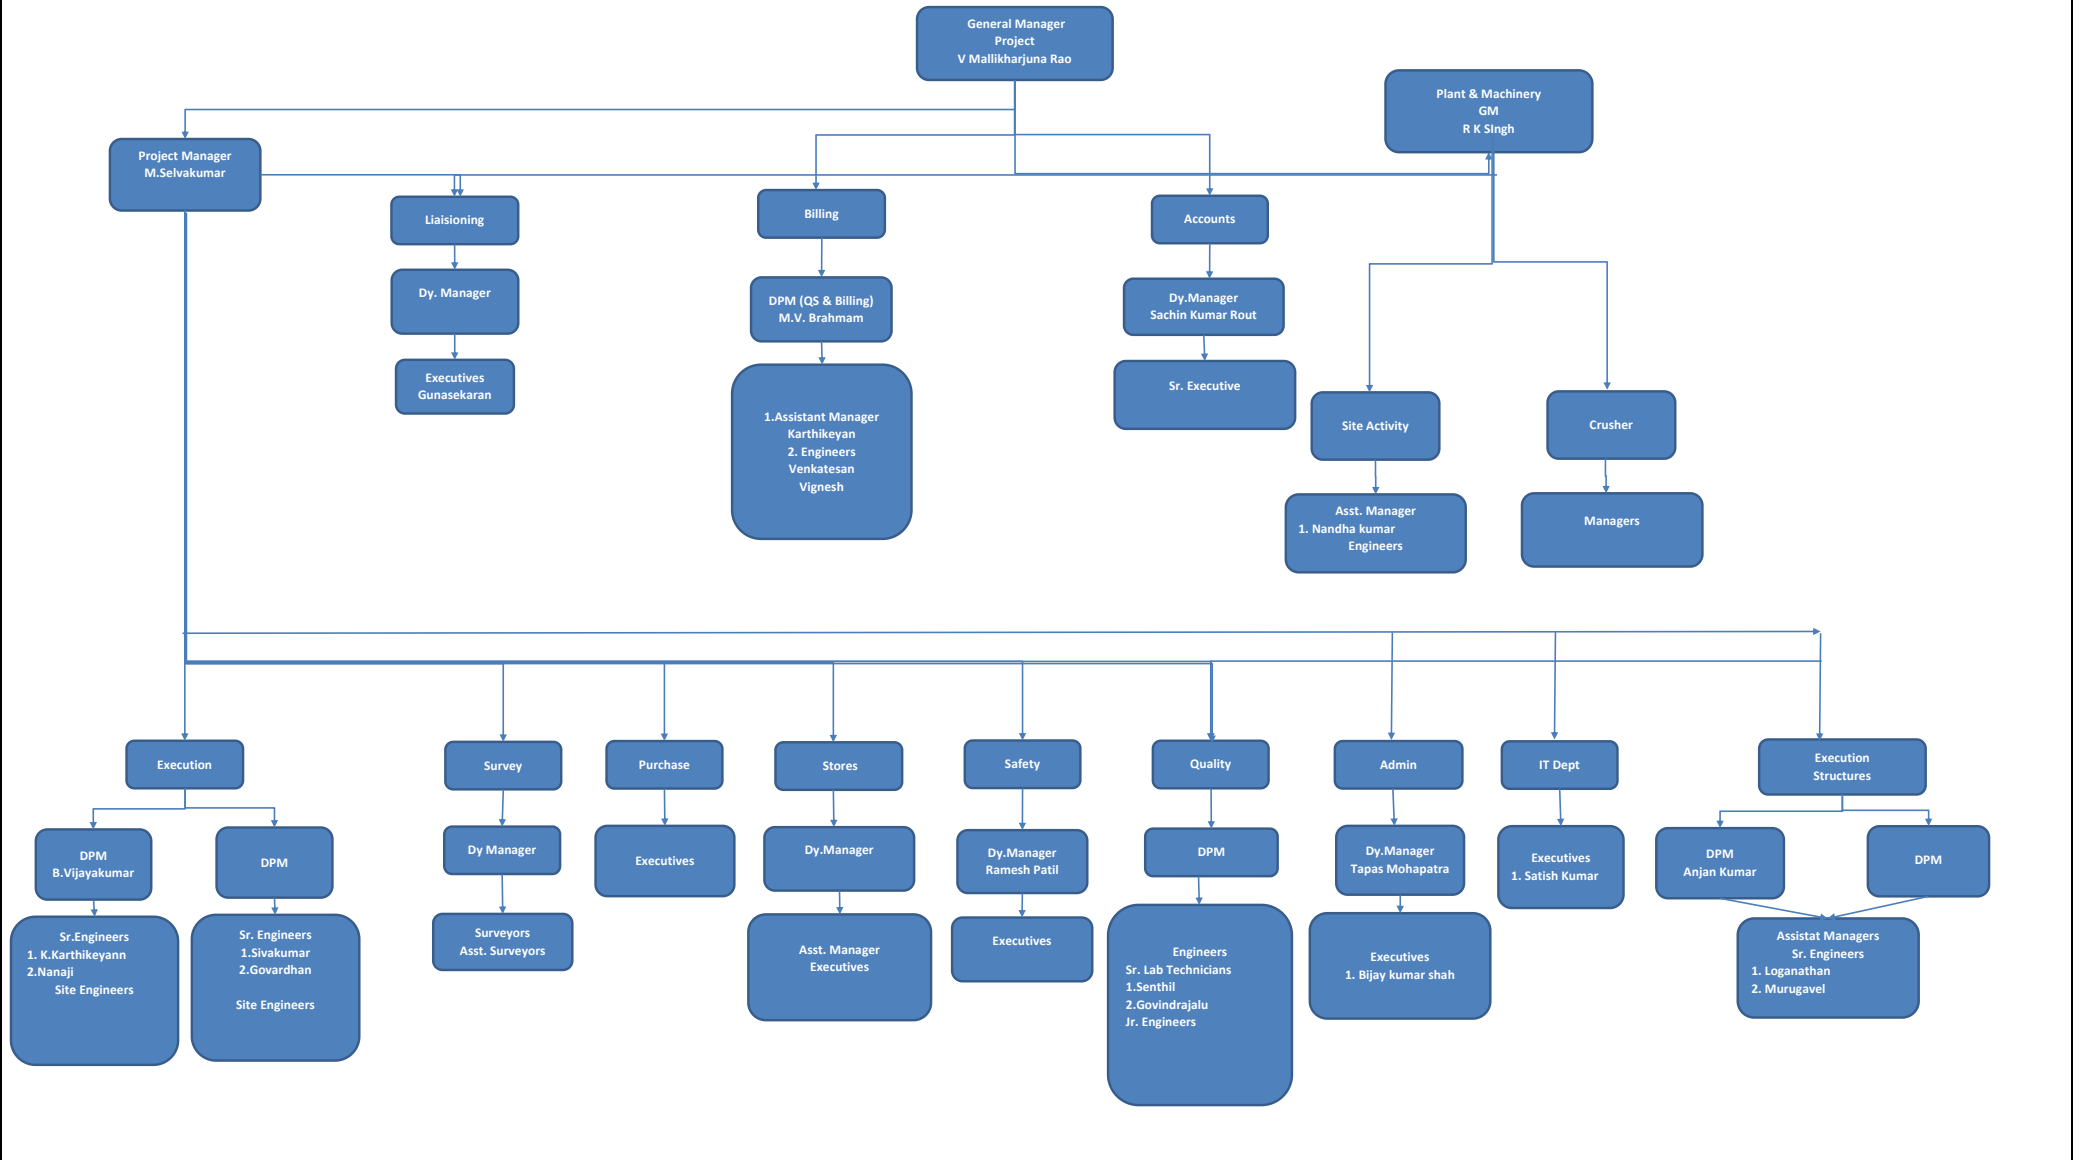 General Manager
Project
V Mallikharjuna Rao
Plant & Machinery
GM
R K SIngh
Project Manager
M.Selvakumar
Liaisioning
Billing
Accounts
Dy. Manager
DPM (QS & Billing)
M.V. Brahmam
Dy.Manager
Sachin Kumar Rout
Executives
Gunasekaran
1.Assistant Manager
Karthikeyan
2. Engineers
Venkatesan
Vignesh
Sr. Executive
Site Activity
Crusher
Asst. Manager
1. Nandha kumar
Engineers
Managers
Execution
Survey
Purchase
Stores
Safety
Quality
Admin
IT Dept
Execution
Structures
DPM
B.Vijayakumar
DPM
Dy Manager
Executives
Dy.Manager
Dy.Manager
Ramesh Patil
DPM
Dy.Manager
Tapas Mohapatra
Executives
1. Satish Kumar
DPM
Anjan Kumar
DPM
Sr.Engineers
1. K.Karthikeyann
2.Nanaji
Site Engineers
Sr. Engineers
1.Sivakumar
2.Govardhan
Site Engineers
Surveyors
Asst. Surveyors
Asst. Manager
Executives
Executives
Engineers
Sr. Lab Technicians
1.Senthil
2.Govindrajalu
Jr. Engineers
Executives
1. Bijay kumar shah
Assistat Managers
Sr. Engineers
1. Loganathan
2. Murugavel